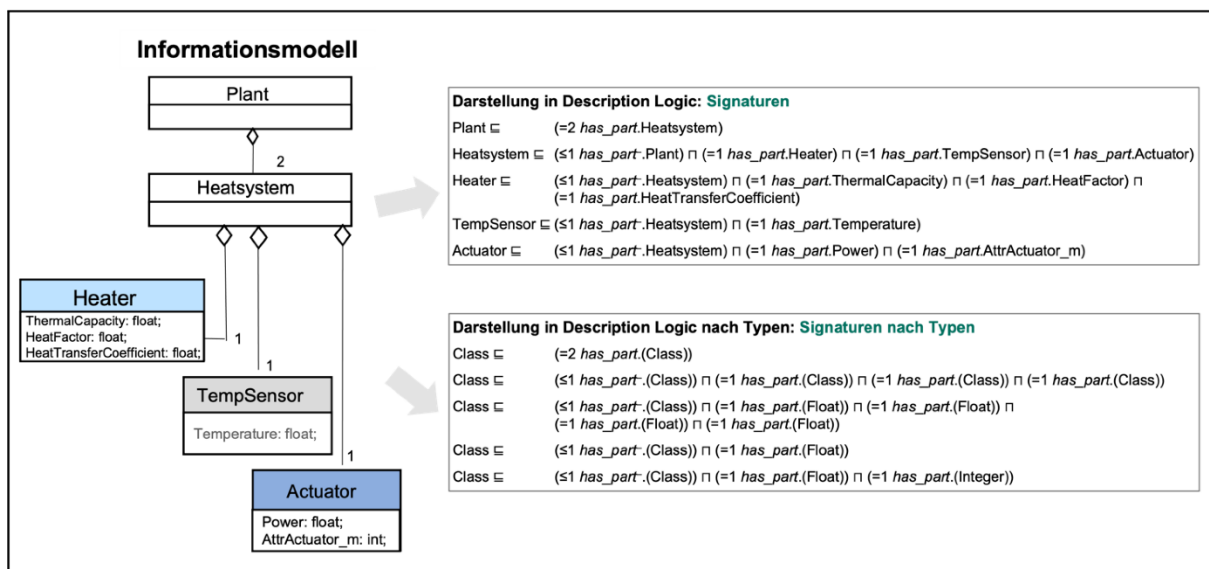 Informationsmodell
Plant
2
Heatsystem
Heater
ThermalCapacity: float;
HeatFactor: float;
HeatTransferCoefficient: float;
1
1
TempSensor
Temperature: float;
1
Actuator
Power: float;
AttrActuator_m: int;
Darstellung in Description Logic: Signaturen
Plant ⊑ (=2 has_part.Heatsystem)
Heatsystem ⊑ (≤1 has_part⁻.Plant) ⊓ (=1 has_part.Heater) ⊓ (=1 has_part.TempSensor) ⊓ (=1 has_part.Actuator)
Heater ⊑ (≤1 has_part⁻.Heatsystem) ⊓ (=1 has_part.ThermalCapacity) ⊓ (=1 has_part.HeatFactor) ⊓
(=1 has_part.HeatTransferCoefficient)
TempSensor ⊑ (≤1 has_part⁻.Heatsystem) ⊓ (=1 has_part.Temperature)
Actuator ⊑ (≤1 has_part⁻.Heatsystem) ⊓ (=1 has_part.Power) ⊓ (=1 has_part.AttrActuator_m)
Darstellung in Description Logic nach Typen: Signaturen nach Typen
Class ⊑ (=2 has_part.(Class))
Class ⊑ (≤1 has_part⁻.(Class)) ⊓ (=1 has_part.(Class)) ⊓ (=1 has_part.(Class)) ⊓ (=1 has_part.(Class))
Class ⊑ (≤1 has_part⁻.(Class)) ⊓ (=1 has_part.(Float)) ⊓ (=1 has_part.(Float)) ⊓
(=1 has_part.(Float)) ⊓ (=1 has_part.(Float))
Class ⊑ (≤1 has_part⁻.(Class)) ⊓ (=1 has_part.(Float))
Class ⊑ (≤1 has_part⁻.(Class)) ⊓ (=1 has_part.(Float)) ⊓ (=1 has_part.(Integer))